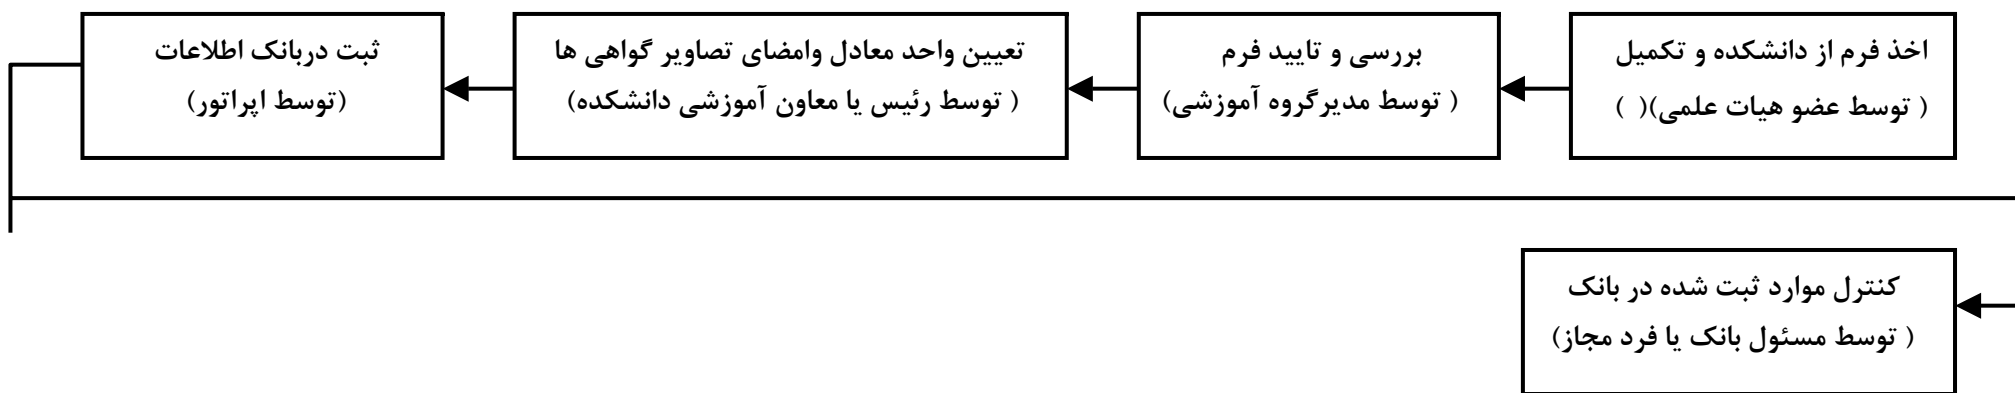 اخذ فرم از دانشکده و تکمیل
( توسط عضو هیات علمی)( )
بررسی و تایید فرم
( توسط مدیرگروه آموزشی)
تعیین واحد معادل وامضای تصاویر گواهی ها
( توسط رئیس یا معاون آموزشی دانشکده)
ثبت دربانک اطلاعات
(توسط اپراتور)
کنترل موارد ثبت شده در بانک
( توسط مسئول بانک یا فرد مجاز)